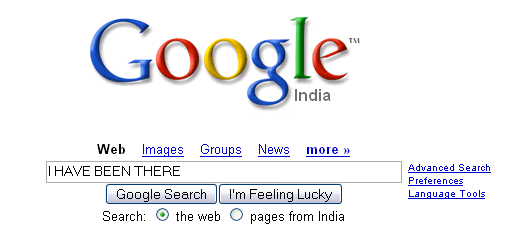 Google™
India
Web Images Groups News more »
I HAVE BEEN THERE
Advanced Search
Preferences
Language Tools
Google Search I'm Feeling Lucky
Search: the web pages from India